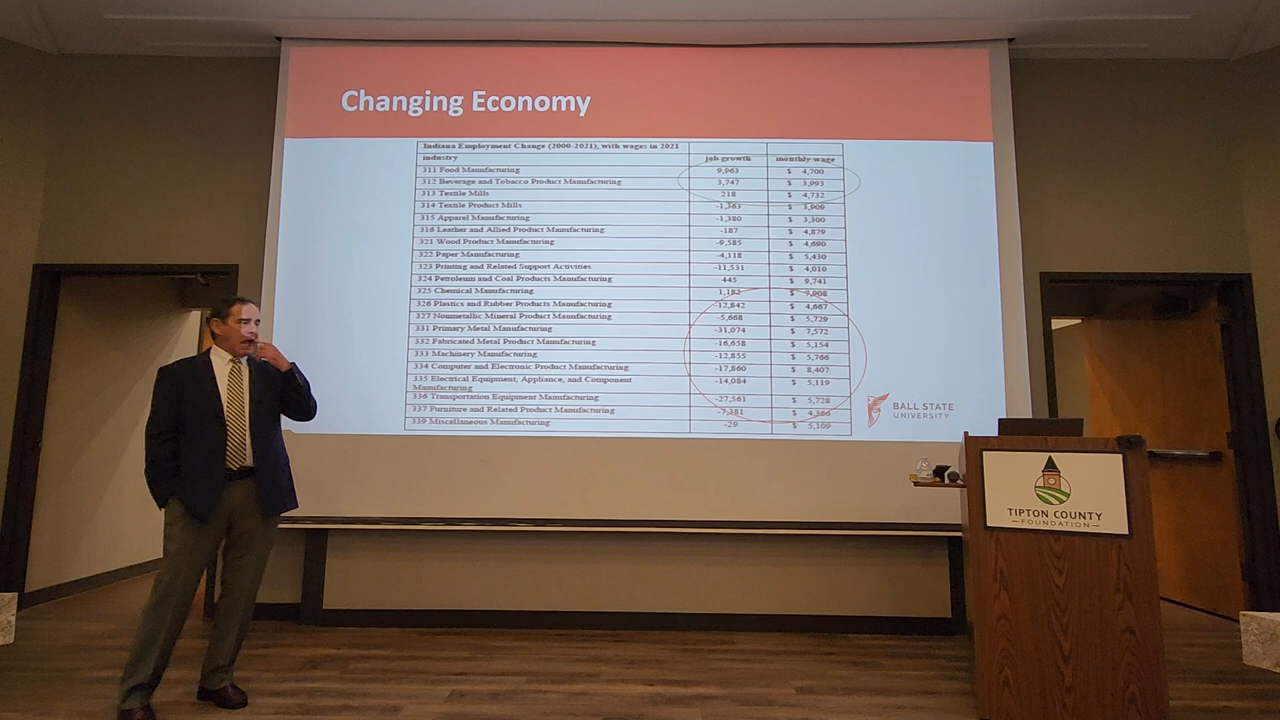 Changing Economy
Indiana Employment Change (2000-2021), with wages in 2021
industry job growth monthly wage
311 Food Manufacturing 9,963 $ 4,700
312 Beverage and Tobacco Product Manufacturing 3,747 $ 3,993
313 Textile Mills 218 $ 4,732
314 Textile Product Mills -1,363 $ 3,909
315 Apparel Manufacturing -1,380 $ 3,300
316 Leather and Allied Product Manufacturing -187 $ 4,879
321 Wood Product Manufacturing -9,585 $ 4,690
322 Paper Manufacturing -4,118 $ 5,430
323 Printing and Related Support Activities -11,531 $ 4,010
324 Petroleum and Coal Products Manufacturing 445 $ 9,741
325 Chemical Manufacturing 1,182 $ 7,908
326 Plastics and Rubber Products Manufacturing -12,842 $ 4,667
327 Nonmetallic Mineral Product Manufacturing -5,668 $ 5,729
331 Primary Metal Manufacturing -31,074 $ 7,572
332 Fabricated Metal Product Manufacturing -16,658 $ 5,154
333 Machinery Manufacturing -12,855 $ 5,766
334 Computer and Electronic Product Manufacturing -17,860 $ 8,407
335 Electrical Equipment, Appliance, and Component -14,084 $ 5,119
Manufacturing
336 Transportation Equipment Manufacturing -27,561 $ 5,728
337 Furniture and Related Product Manufacturing -7,381 $ 4,366
339 Miscellaneous Manufacturing -29 $ 5,109
BALL STATE
UNIVERSITY
TIPTON COUNTY
FOUNDATION